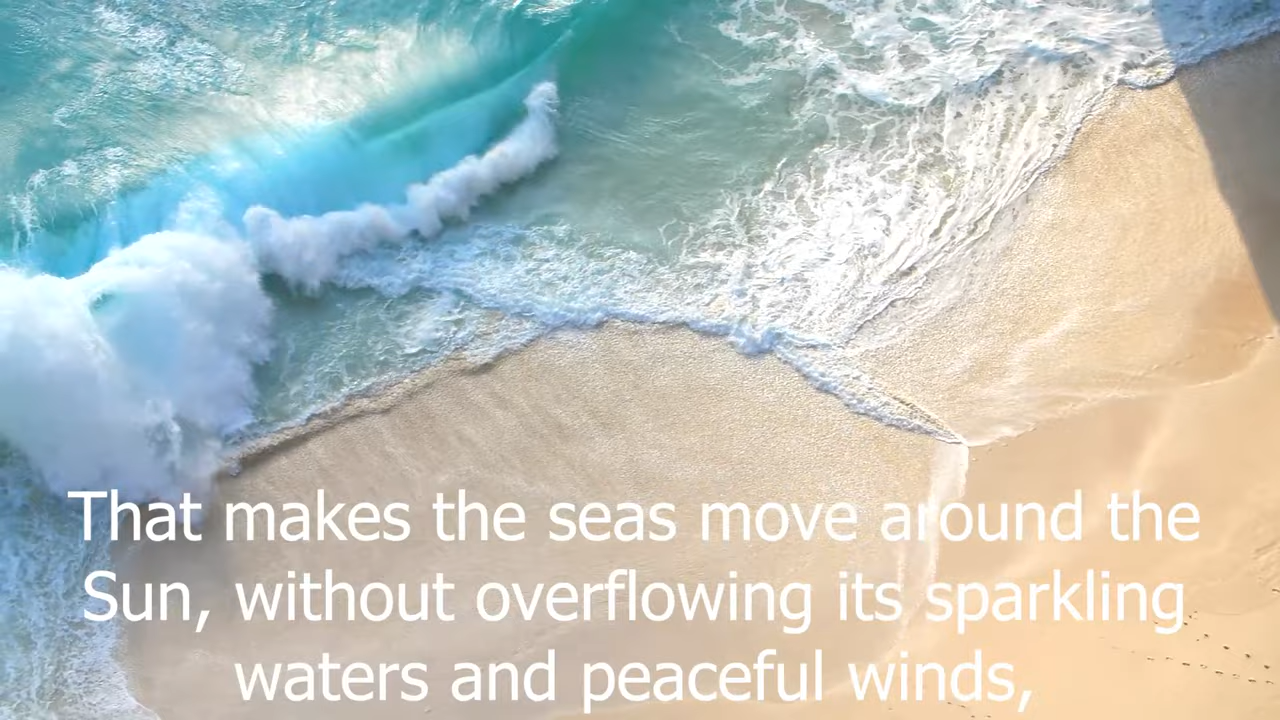 That makes the seas move around the
Sun, without overflowing its sparkling
waters and peaceful winds,